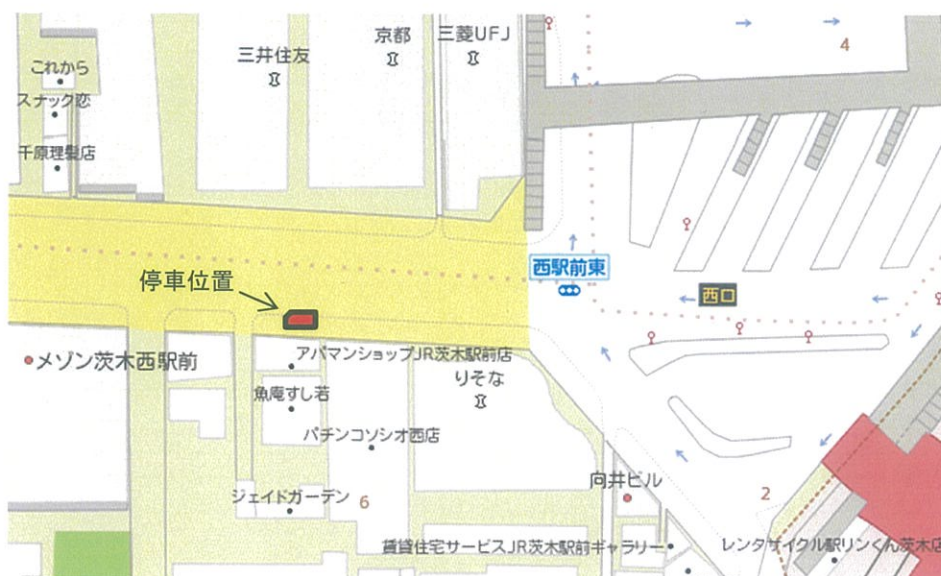 京都
三菱UFJ
三井住友
4
これから
スナック恋
千原理髪店
西駅前東
停車位置
西口
アパマンショップJR茨木駅前店
メゾン茨木西駅前
りそな
魚庵すし若
パチンコソシオ西店
向井ビル
ジェイドガーデン
6
2
賃貸住宅サービスJR茨木駅前ギャラリー
レンタサイクル駅リンくん茨木店